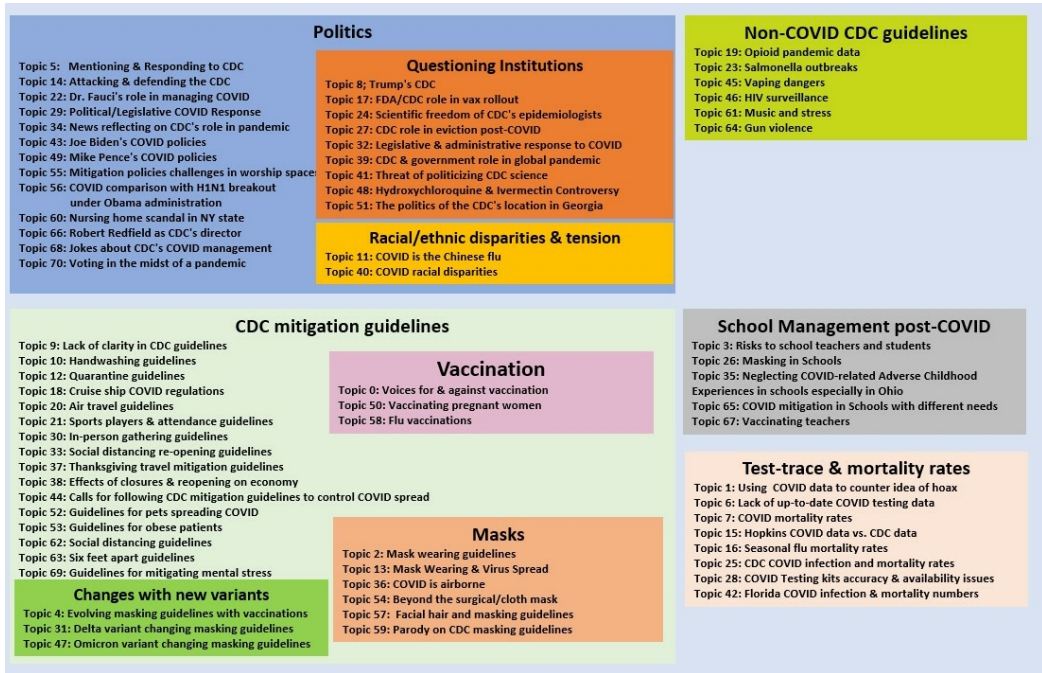 Politics
Topic 5: Mentioning & Responding to CDC
Topic 14: Attacking & defending the CDC
Topic 22: Dr. Fauci's role in managing COVID
Topic 29: Political/Legislative COVID Response
Topic 34: News reflecting on CDC's role in pandemic
Topic 43: Joe Biden's COVID policies
Topic 49: Mike Pence's COVID policies
Topic 55: Mitigation policies challenges in worship space
Topic 56: COVID comparison with H1N1 breakout
under Obama administration
Topic 60: Nursing home scandal in NY state
Topic 66: Robert Redfield as CDC's director
Topic 68: Jokes about CDC's COVID management
Topic 70: Voting in the midst of a pandemic
Questioning Institutions
Topic 8; Trump's CDC
Topic 17: FDA/CDC role in vax rollout
Topic 24: Scientific freedom of CDC's epidemiologists
Topic 27: CDC role in eviction post-COVID
Topic 32: Legislative & administrative response to COVID
Topic 39: CDC & government role in global pandemic
Topic 41: Threat of politicizing CDC science
Topic 48: Hydroxychloroquine & Ivermectin Controversy
Topic 51: The politics of the CDC's location in Georgia
Racial/ethnic disparities & tension
Topic 11: COVID is the Chinese flu
Topic 40: COVID racial disparities
Non-COVID CDC guidelines
Topic 19: Opioid pandemic data
Topic 23: Salmonella outbreaks
Topic 45: Vaping dangers
Topic 46: HIV surveillance
Topic 61: Music and stress
Topic 64: Gun violence
CDC mitigation guidelines
Topic 9: Lack of clarity in CDC guidelines
Topic 10: Handwashing guidelines
Topic 12: Quarantine guidelines
Topic 18: Cruise ship COVID regulations
Topic 20: Air travel guidelines
Topic 21: Sports players & attendance guidelines
Topic 30: In-person gathering guidelines
Topic 33: Social distancing re-opening guidelines
Topic 37: Thanksgiving travel mitigation guidelines
Topic 38: Effects of closures & reopening on economy
Topic 44: Calls for following CDC mitigation guidelines to control COVID spread
Topic 52: Guidelines for pets spreading COVID
Topic 53: Guidelines for obese patients
Topic 62: Social distancing guidelines
Topic 63: Six feet apart guidelines
Topic 69: Guidelines for mitigating mental stress
Changes with new variants
Topic 4: Evolving masking guidelines with vaccinations
Topic 31: Delta variant changing masking guidelines
Topic 47: Omicron variant changing masking guidelines
Vaccination
Topic 0: Voices for & against vaccination
Topic 50: Vaccinating pregnant women
Topic 58: Flu vaccinations
Masks
Topic 2: Mask wearing guidelines
Topic 13: Mask Wearing & Virus Spread
Topic 36: COVID is airborne
Topic 54: Beyond the surgical/cloth mask
Topic 57: Facial hair and masking guidelines
Topic 59: Parody on CDC masking guidelines
School Management post-COVID
Topic 3: Risks to school teachers and students
Topic 26: Masking in Schools
Topic 35: Neglecting COVID-related Adverse Childhood
Experiences in schools especially in Ohio
Topic 65: COVID mitigation in Schools with different needs
Topic 67: Vaccinating teachers
Test-trace & mortality rates
Topic 1: Using COVID data to counter idea of hoax
Topic 6: Lack of up-to-date COVID testing data
Topic 7: COVID mortality rates
Topic 15: Hopkins COVID data vs. CDC data
Topic 16: Seasonal flu mortality rates
Topic 25: CDC COVID infection and mortality rates
Topic 28: COVID Testing kits accuracy & availability issues
Topic 42: Florida COVID infection & mortality numbers